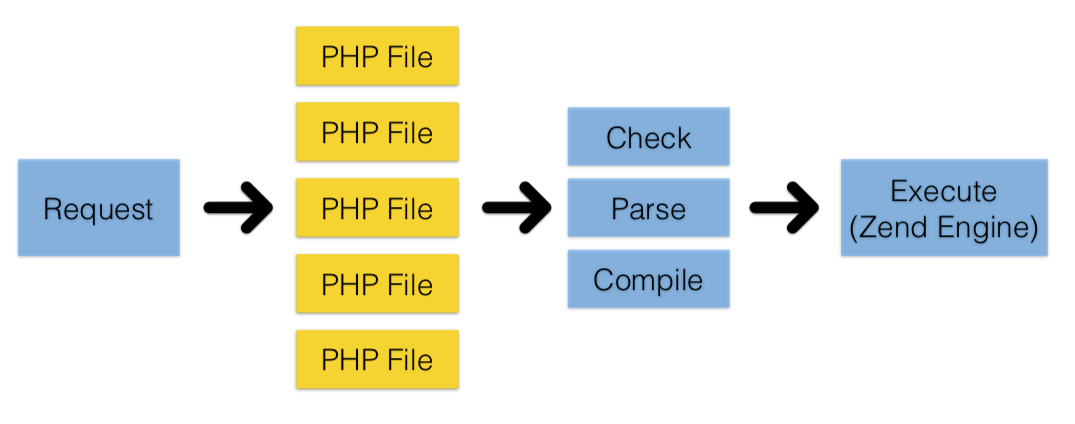 Request
PHP File
PHP File
PHP File
PHP File
PHP File
Check
Parse
Compile
Execute
(Zend Engine)